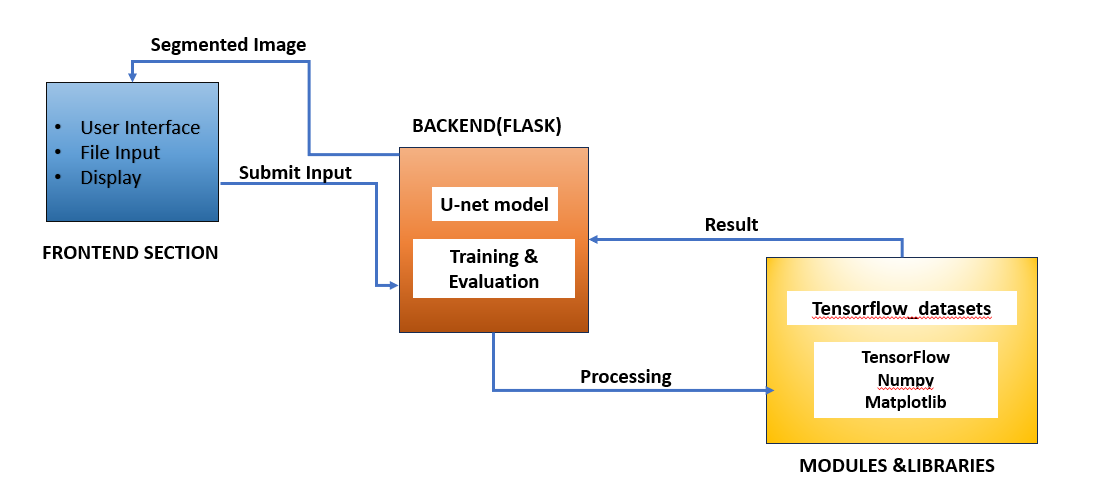 Segmented Image
• User Interface
• File Input
• Display
FRONTEND SECTION
Submit Input
BACKEND(FLASK)
U-net model
Training &
Evaluation
Result
Processing
Tensorflow_datasets
TensorFlow
Numpy
Matplotlib
MODULES &LIBRARIES